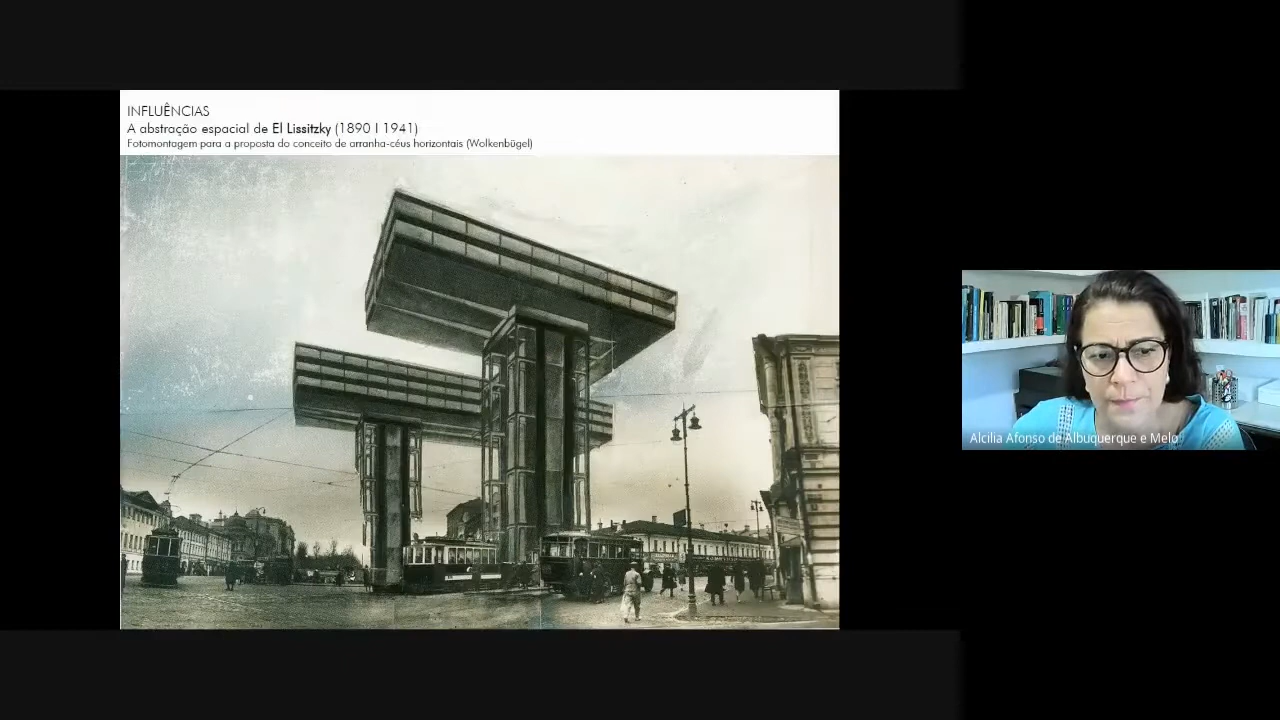 INFLUÊNCIAS
A abstração espacial de El Lissitzky (1890 I 1941)
Fotomontagem para a proposta do conceito de arranha-céus horizontais (Wolkenbügel)
Alcilia Afonso de Albuquerque e Melo